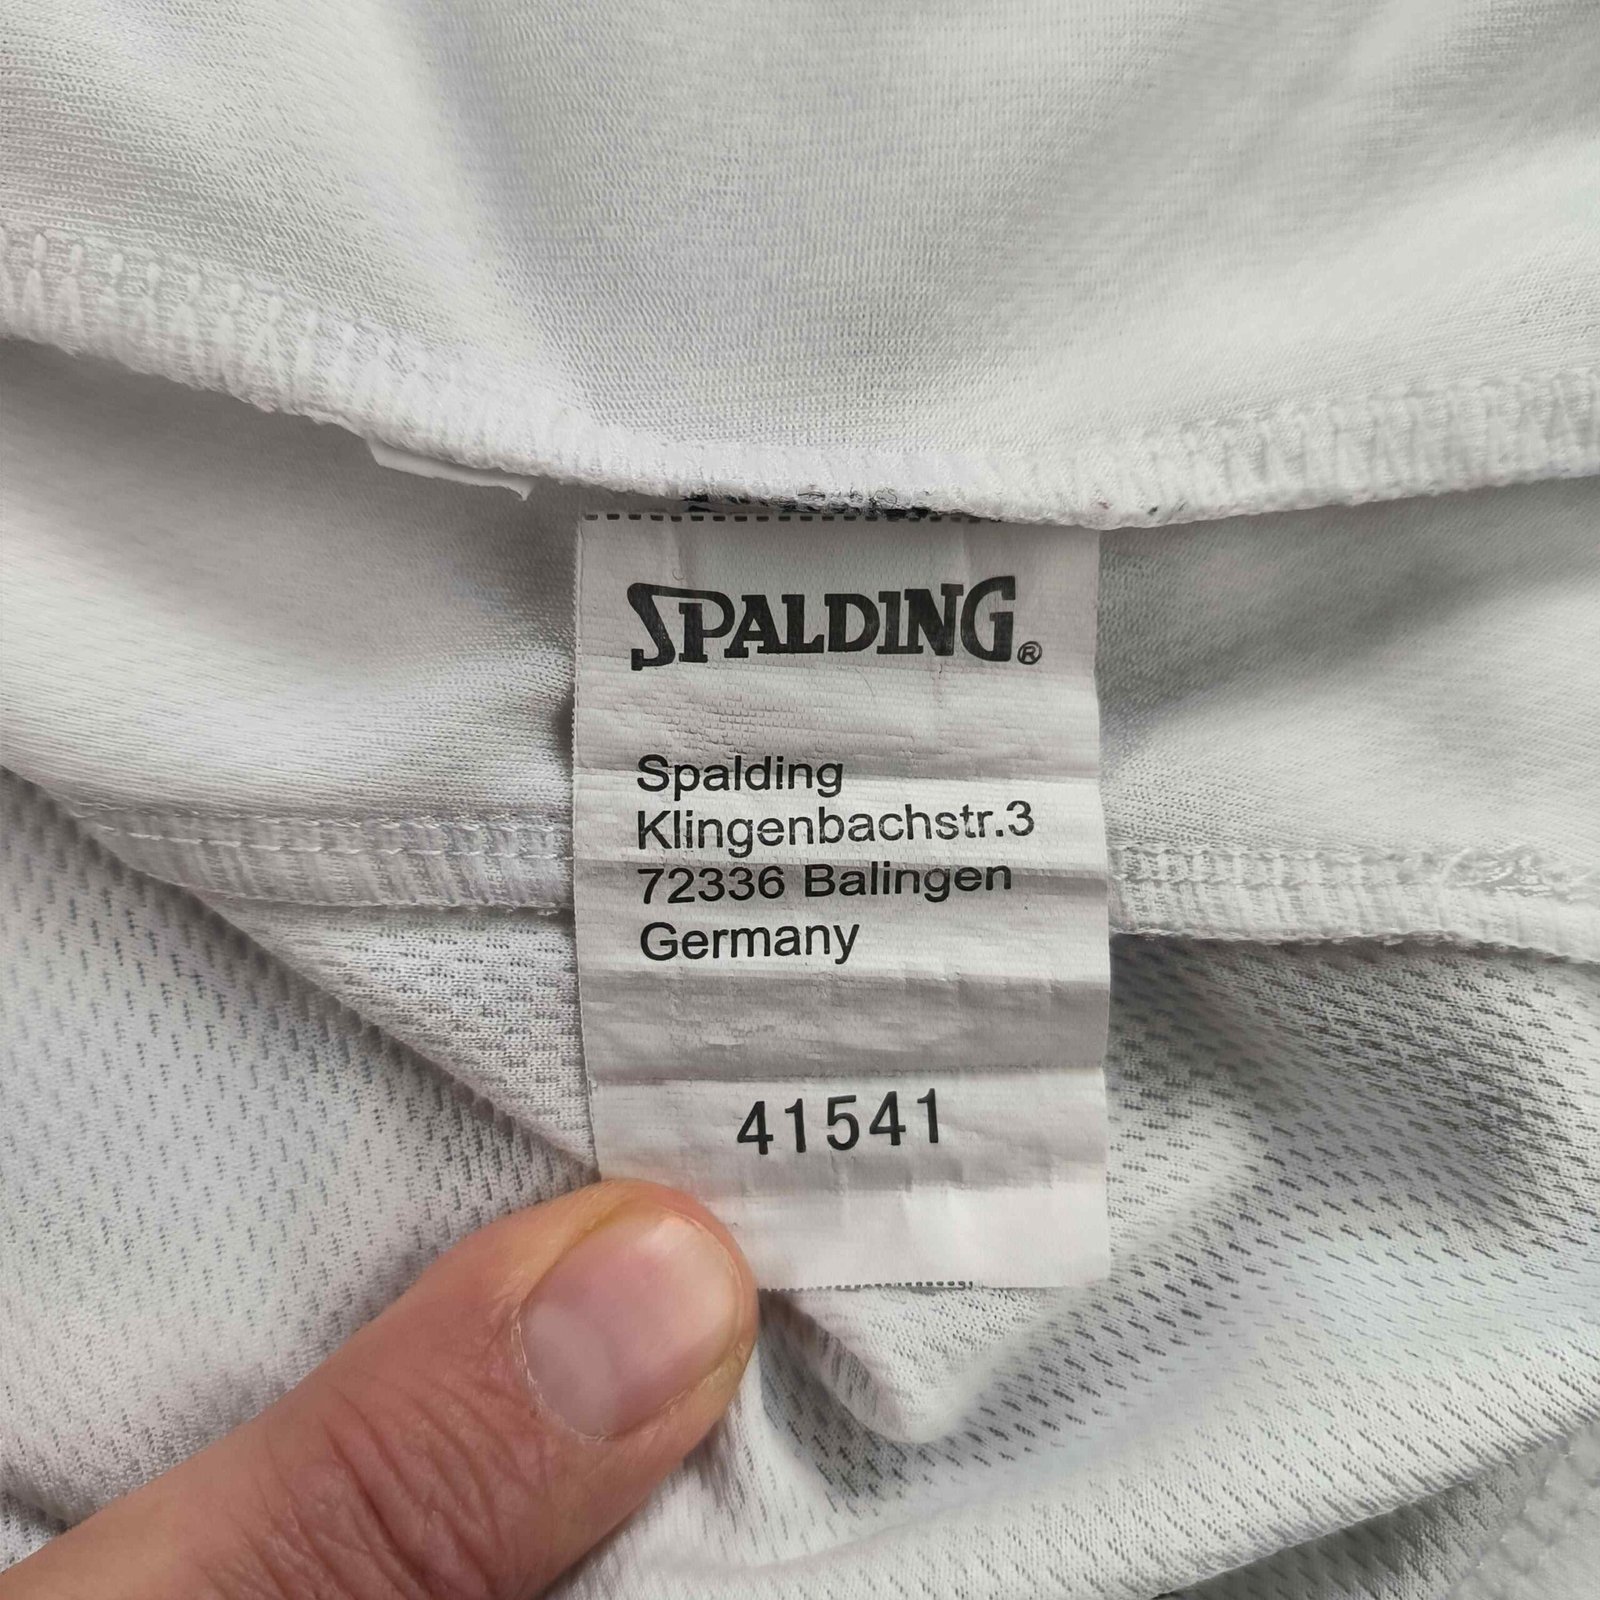 SPALDING®
Spalding
Klingenbachstr.3
72336 Balingen
Germany
41541